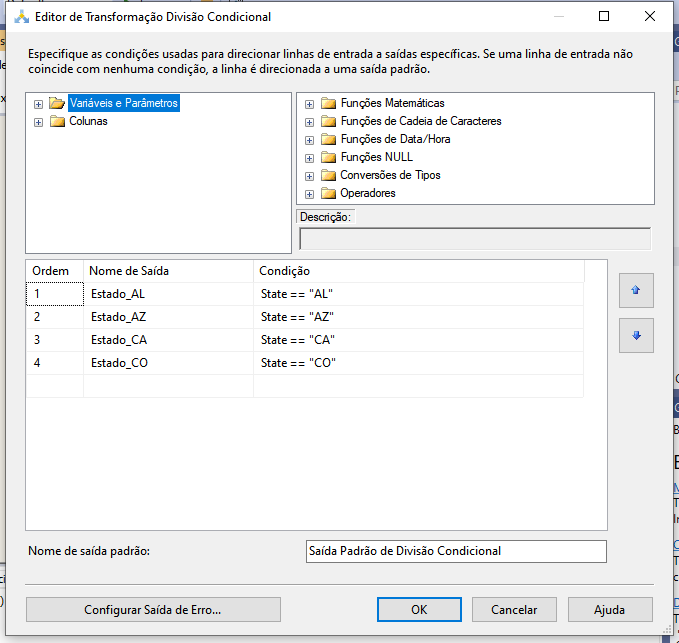 Editor de Transformação Divisão Condicional
Especifique as condições usadas para direcionar linhas de entrada a saídas específicas. Se uma linha de entrada não
coincide com nenhuma condição, a linha é direcionada a uma saída padrão.
Variáveis e Parâmetros
Colunas
Funções Matemáticas
Funções de Cadeia de Caracteres
Funções de Data/Hora
Funções NULL
Conversões de Tipos
Operadores
Descrição:
Ordem Nome de Saída Condição
1 Estado_AL State == "AL"
2 Estado_AZ State == "AZ"
3 Estado_CA State == "CA"
4 Estado_CO State == "CO"
Nome de saída padrão: Saída Padrão de Divisão Condicional
Configurar Saída de Erro... OK Cancelar Ajuda